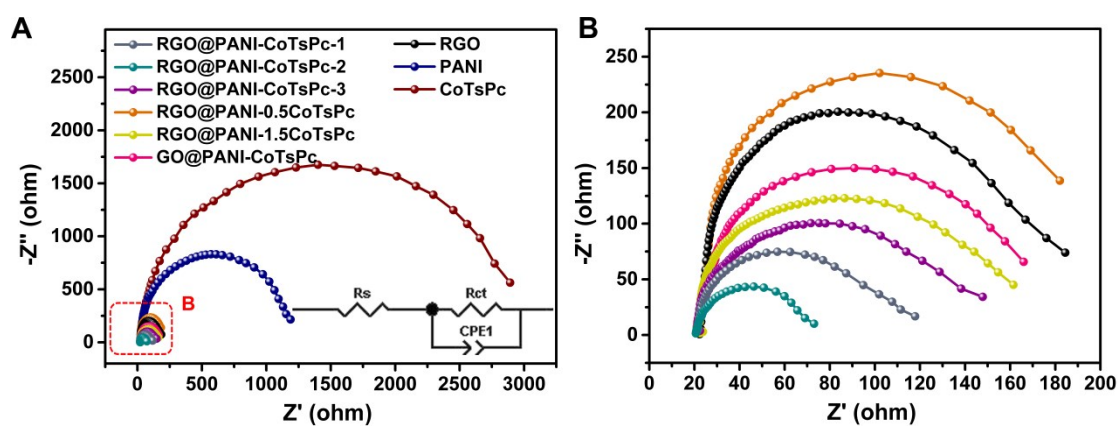 A
RGO@PANI-CoTsPc-1
RGO@PANI-CoTsPc-2
RGO@PANI-CoTsPc-3
RGO@PANI-0.5CoTsPc
RGO@PANI-1.5CoTsPc
GO@PANI-CoTsPc
RGO
PANI
CoTsPc
-Z'' (ohm)
2500
2000
1500
1000
500
0
B
Rs
Rct
CPE1
0 500 1000 1500 2000 2500 3000
Z' (ohm)
B
-Z'' (ohm)
250
200
150
100
50
0
0 20 40 60 80 100 120 140 160 180 200
Z' (ohm)